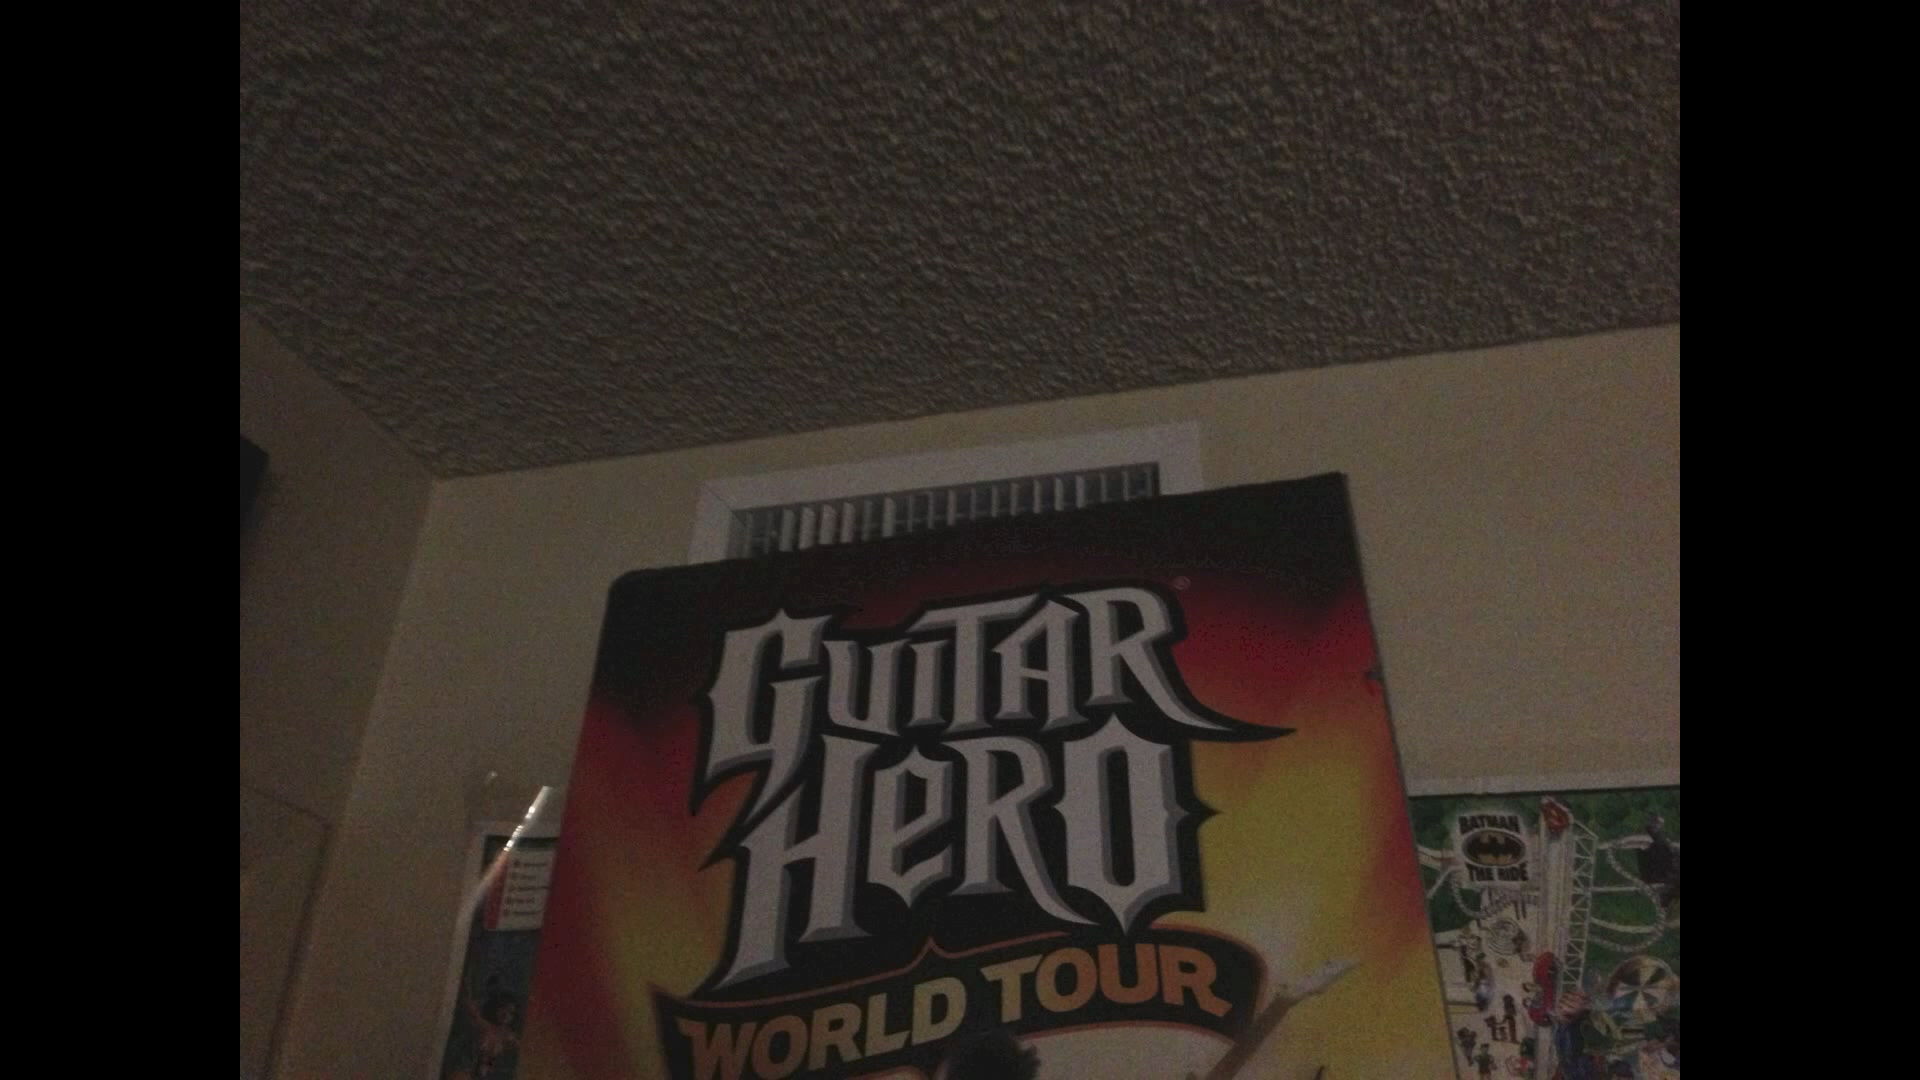 GUITAR
HERO
WORLD TOUR
BATMAN
THE RIDE